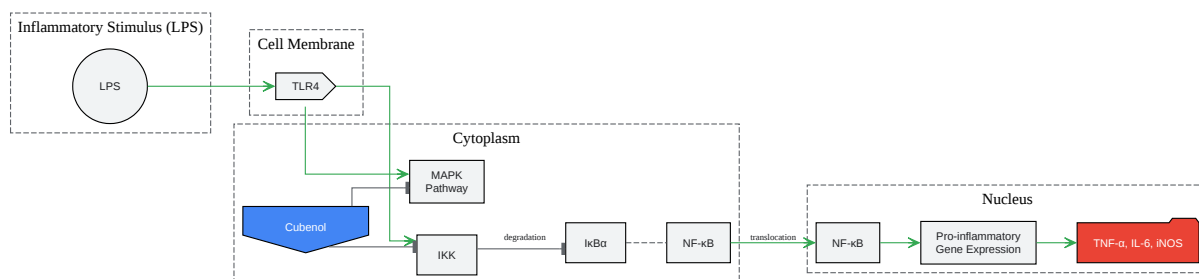 Inflammatory Stimulus (LPS)
LPS
Cell Membrane
TLR4
Cytoplasm
MAPK
Pathway
Cubenol
IKK
degradation
IκBα
NF-κB
translocation
Nucleus
NF-κB
Pro-inflammatory
Gene Expression
TNF-α, IL-6, iNOS